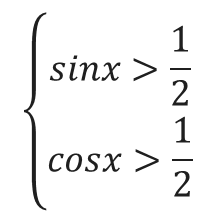 sinx > 1/2
cosx > 1/2